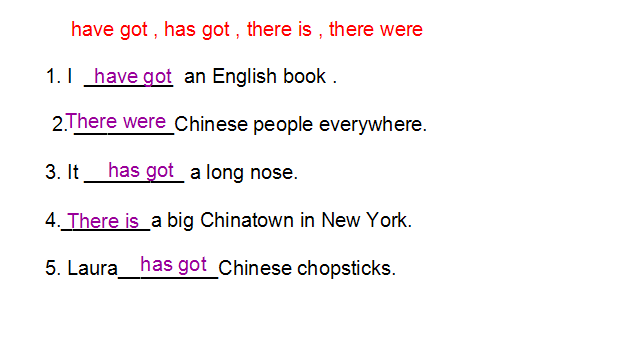 have got , has got , there is , there were
1. I have got an English book .
2.There were Chinese people everywhere.
3. It has got a long nose.
4. There is a big Chinatown in New York.
5. Laura has got Chinese chopsticks.